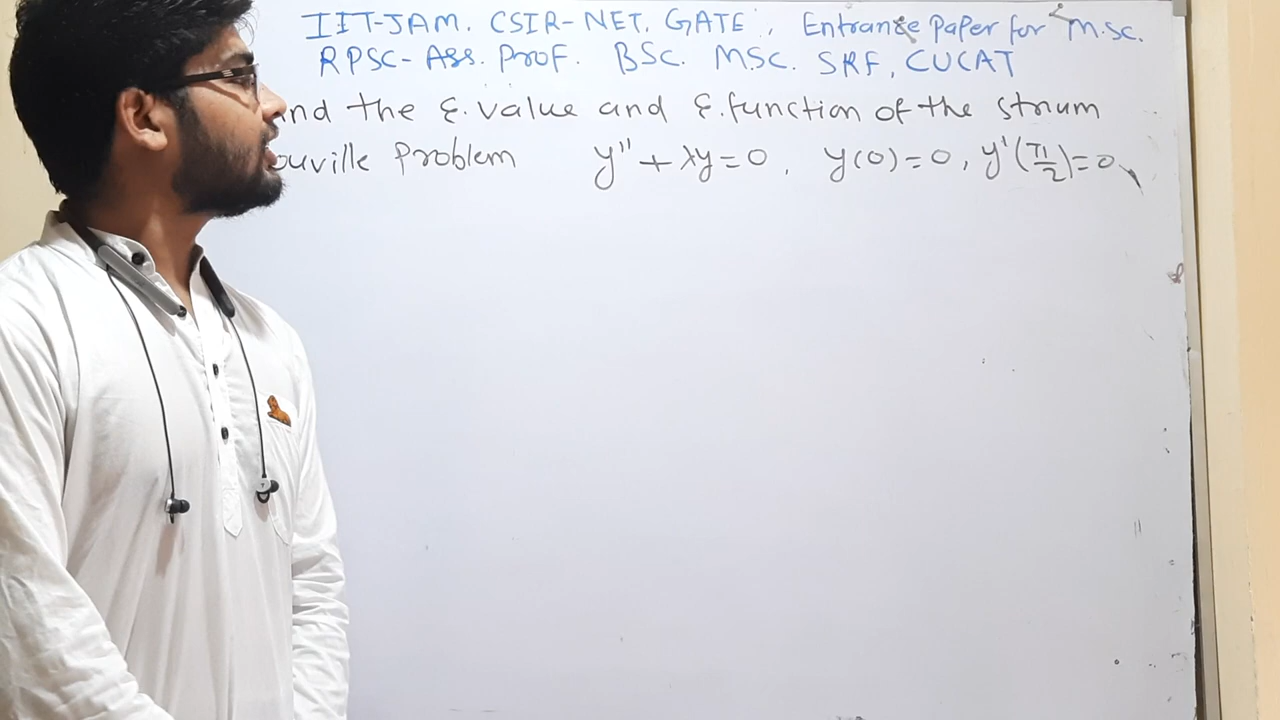 IIT-JAM. CSIR-NET, GATE, Entrance Paper for M.SC.
RPSC- Ass. Prof. BSC. MSC. SRF, CUCAT
nd the ε.value and ε.function of the strum
ouville Problem y'' + λy = 0, y(0) = 0, y'(π/2) = 0